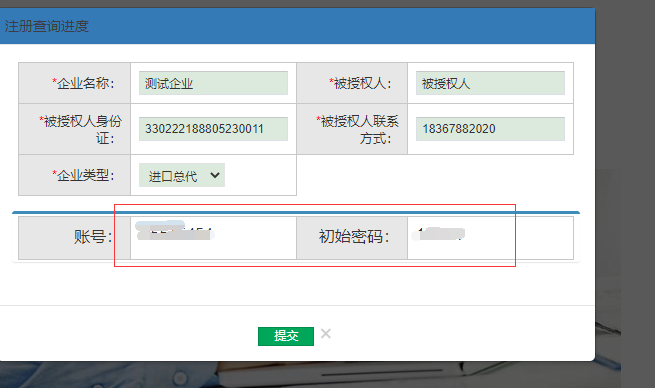 注册查询进度
*企业名称： 测试企业 *被授权人： 被授权人
*被授权人身份证： 330222188805230011 *被授权人联系方式： 18367882020
*企业类型： 进口总代
账号： 初始密码：
提交 ×